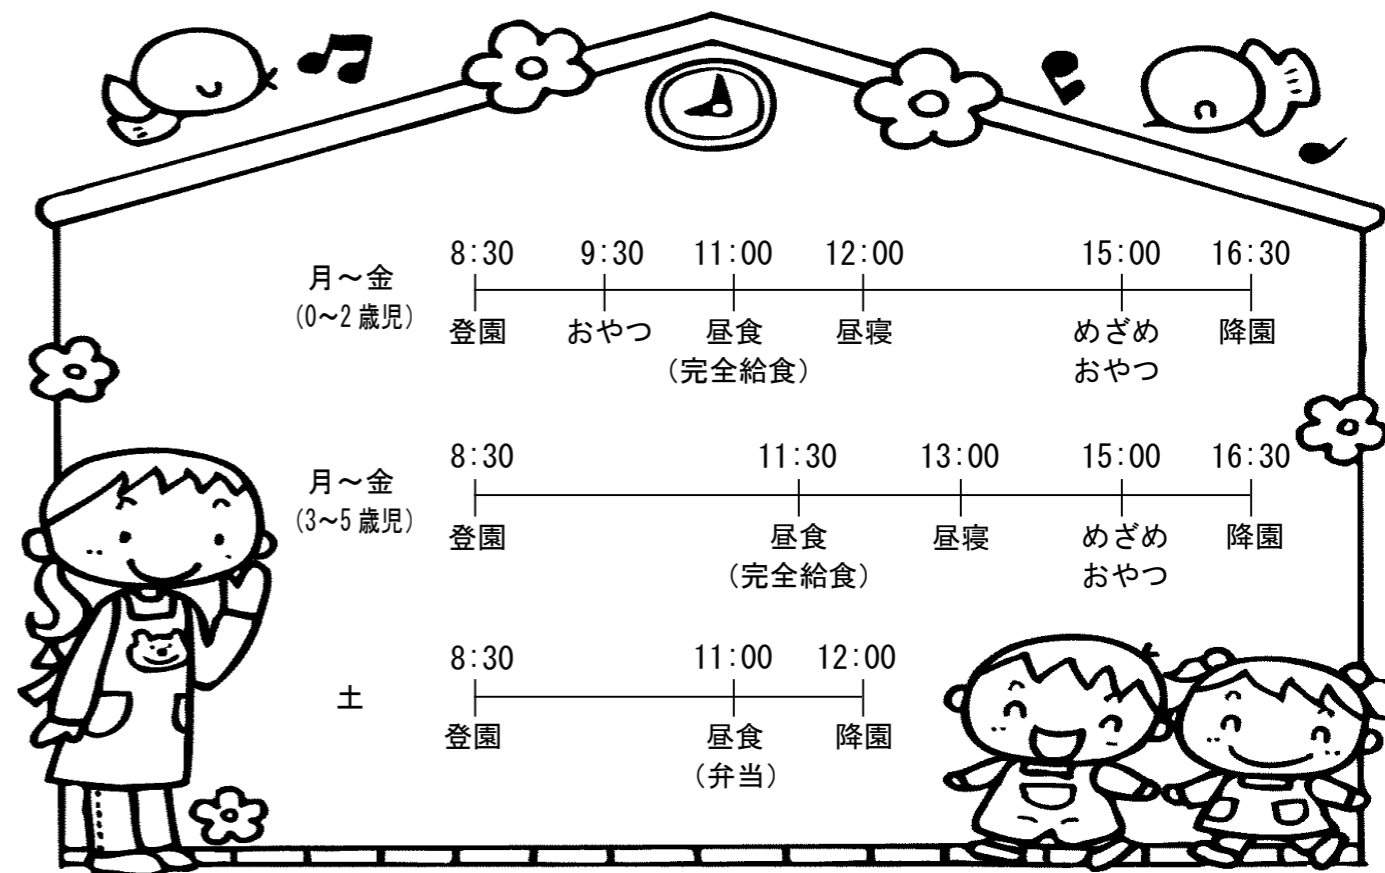 8:30 9:30 11:00 12:00 15:00 16:30
月～金
(0～2歳児)
登園 おやつ 昼食 昼寝 めざめ 降園
(完全給食) おやつ
8:30 11:30 13:00 15:00 16:30
月～金
(3～5歳児)
登園 昼食 昼寝 めざめ 降園
(完全給食) おやつ
8:30 11:00 12:00
土
登園 昼食 降園
(弁当)